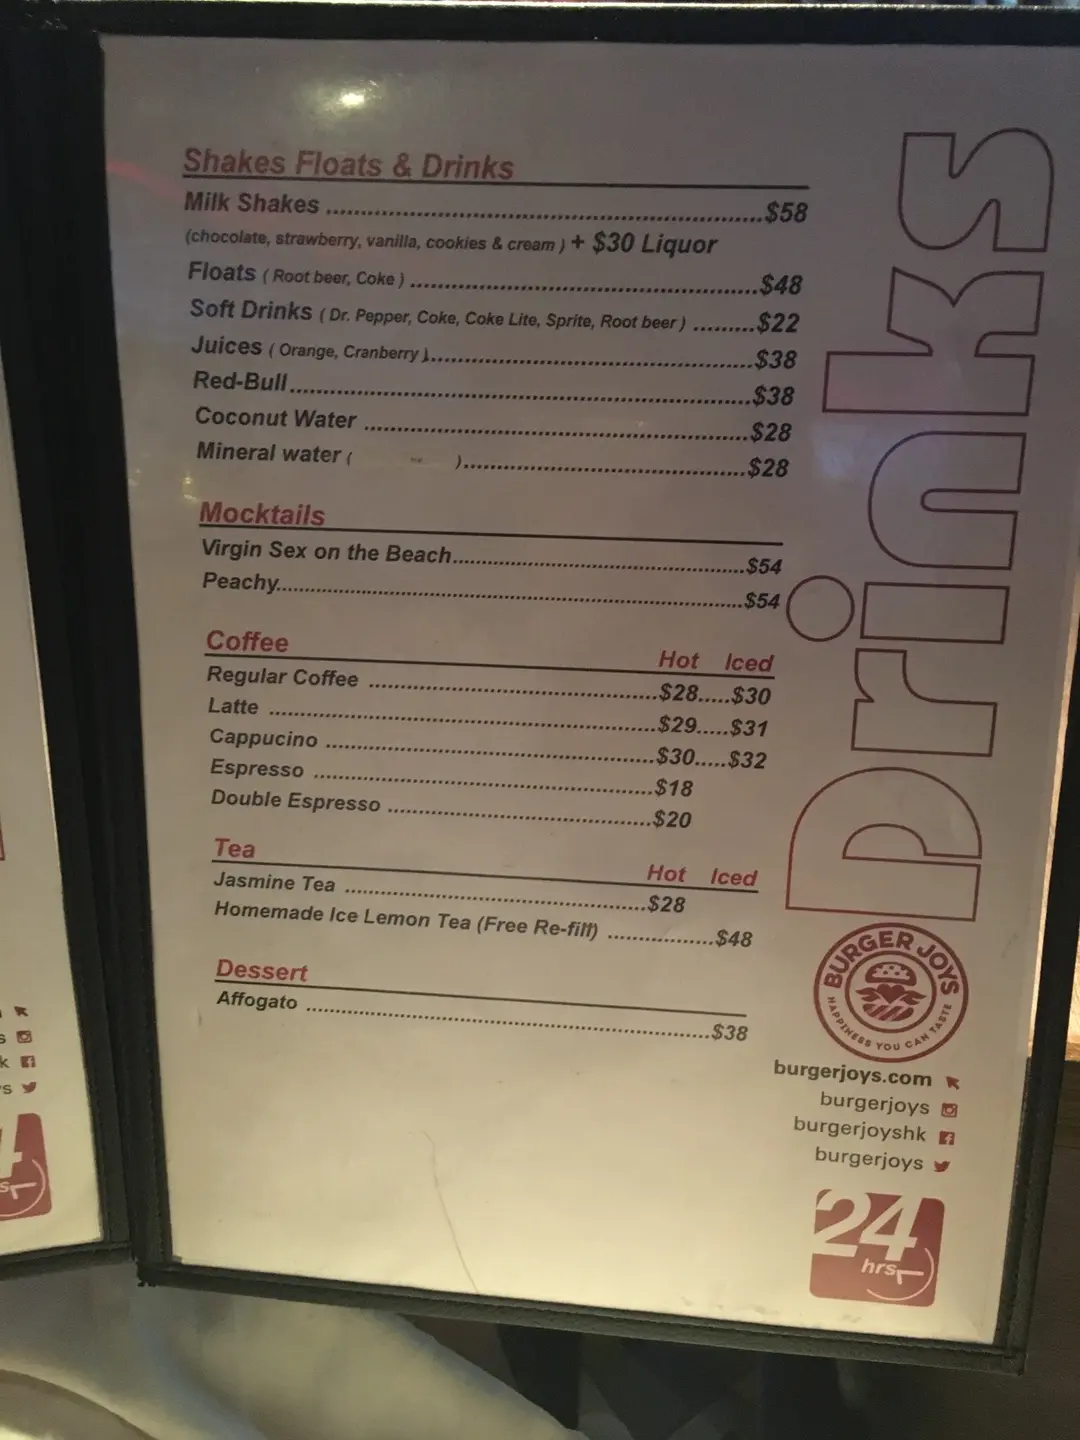 Shakes Floats & Drinks
Milk Shakes ..........$58
(chocolate, strawberry, vanilla, cookies & cream ) + $30 Liquor
Floats ( Root beer, Coke ) ..........$48
Soft Drinks ( Dr. Pepper, Coke, Coke Lite, Sprite, Root beer ) .........$22
Juices ( Orange, Cranberry )..........$38
Red-Bull..........$38
Coconut Water ..........$28
Mineral water ( )..........$28
Mocktails
Virgin Sex on the Beach..........$54
Peachy..........$54
Coffee Hot Iced
Regular Coffee ..........$28.....$30
Latte ..........$29.....$31
Cappucino ..........$30.....$32
Espresso ..........$18
Double Espresso ..........$20
Tea Hot Iced
Jasmine Tea ..........$28
Homemade Ice Lemon Tea (Free Re-fill) ..........$48
Dessert
Affogato ..........$38
Drinks
BURGER JOYS
HAPPINESS YOU CAN TASTE
burgerjoys.com
burgerjoys
burgerjoyshk
burgerjoys
24
hrs